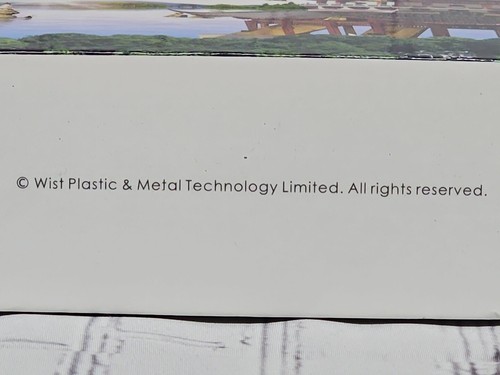 © Wist Plastic & Metal Technology Limited. All rights reserved.